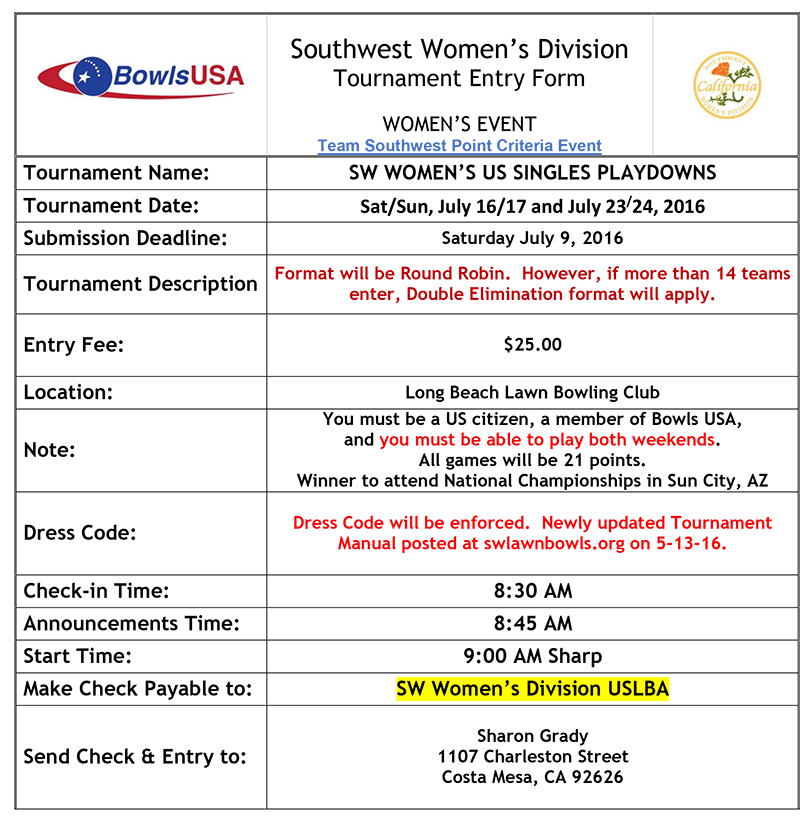 BowlsUSA
Southwest Women's Division
Tournament Entry Form
WOMEN'S EVENT
Team Southwest Point Criteria Event
SOUTHWEST
California
WOMEN'S DIVISION
Tournament Name:
SW WOMEN'S US SINGLES PLAYDOWNS
Tournament Date:
Sat/Sun, July 16/17 and July 23/24, 2016
Submission Deadline:
Saturday July 9, 2016
Tournament Description
Format will be Round Robin. However, if more than 14 teams
enter, Double Elimination format will apply.
Entry Fee:
$25.00
Location:
Long Beach Lawn Bowling Club
Note:
You must be a US citizen, a member of Bowls USA,
and you must be able to play both weekends.
All games will be 21 points.
Winner to attend National Championships in Sun City, AZ
Dress Code:
Dress Code will be enforced. Newly updated Tournament
Manual posted at swlawnbowls.org on 5-13-16.
Check-in Time:
8:30 AM
Announcements Time:
8:45 AM
Start Time:
9:00 AM Sharp
Make Check Payable to:
SW Women's Division USLBA
Send Check & Entry to:
Sharon Grady
1107 Charleston Street
Costa Mesa, CA 92626